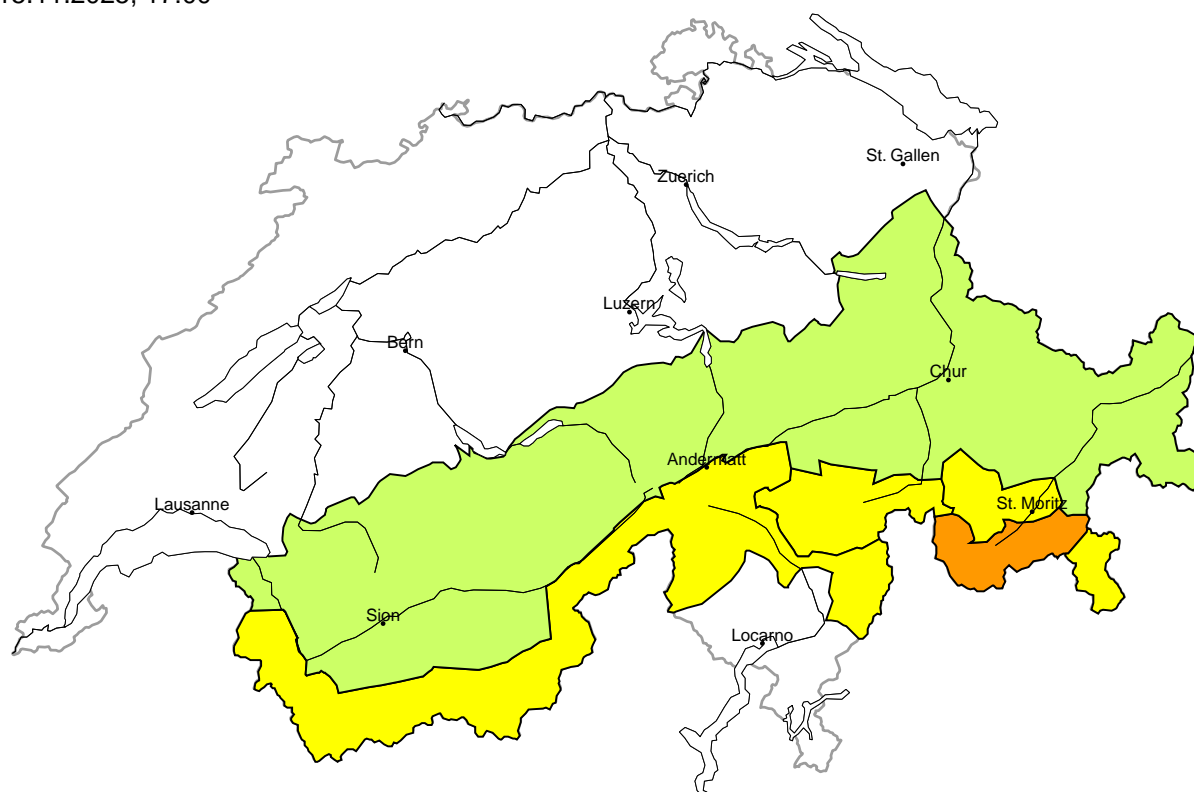 St. Gallen
Zuerich
Luzern
Bern
Chur
Andermatt
Lausanne
St. Moritz
Sion
Locarno